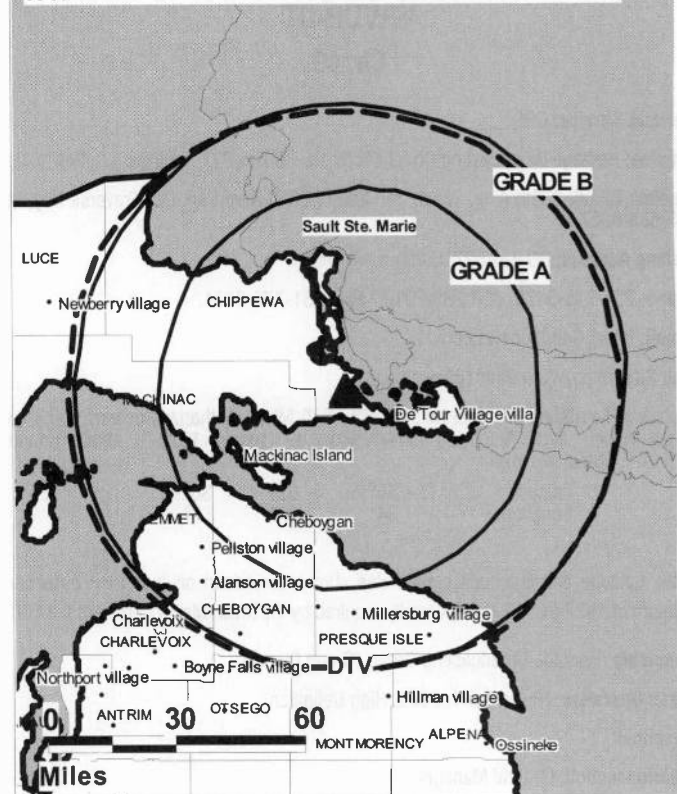 GRADE B
Sault Ste. Marie
LUCE
GRADE A
Newberry village
CHIPPEWA
MACKINAC
De Tour Village villa
Mackinac Island
EMMET
Cheboygan
Pellston village
Alanson village
CHEBOYGAN
Millersburg village
Charlevoix
CHARLEVOIX
PRESQUE ISLE
Boyne Falls village
DTV
Northport village
Hillman village
ANTRIM
OTSEGO
0 30 60
MONTMORENCY
ALPENA
Ossineke
Miles